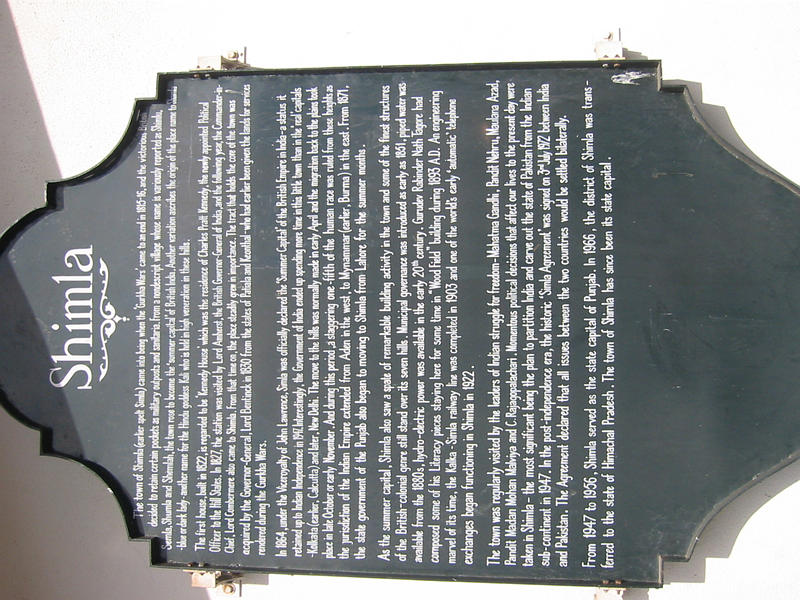 Shimla
The town of Shimla (earlier spelt Simla) came into being when the 'Gurkha Wars' came to an end in 1815-16, and the victorious
decided to retain certain pockets as military outposts and sanitaria. From a nondescript village whose name is variously reported as Shimla,
Semla, Shumla and Shemlah, this town rose to become the 'summer capital' of British India. Another variation ascribes the origin of the place name to
-blue or dark lady - another name for the Hindu goddess Kali who is held in high veneration in these hills.
The first house, built in 1822, is regarded to be 'Kennedy House' which was the residence of Charles Pratt Kennedy, the newly appointed Political
Officer to the Hill States. In 1827, the station was visited by Lord Amherst, the British Governor-General of India, and the following year, the Commander-in-
Chief, Lord Combermere also came to Shimla. From that time on, the place steadily grew in importance. The tract that holds the core of the town was
acquired by the Governor-General, Lord Bentinck in 1830 from the states of Patiala and Keonthal - who had earlier been given the lands for services
rendered during the Gurkha Wars.
In 1864, under the Viceroyalty of John Lawrence, Simla was officially declared the 'Summer Capital' of the British Empire in India - a status it
retained up to Indian Independence in 1947. Interestingly, the Government of India ended up spending more time in this little town than in the real capitals
-Kolkata (earlier, Calcutta) and later, New Delhi. The move to the hills was normally made in early April and the migration back to the plains took
place in late October or early November. And during this period, a staggering one-fifth of the human race was ruled from these heights as
the jurisdiction of the Indian Empire extended from Aden in the west, to Mynammar (earlier, Burma) in the east. From 1871,
the state government of the Punjab also began to moving to Shimla from Lahore for the summer months.
As the summer capital, Shimla also saw a spate of remarkable building activity in the town and some of the finest structures
of the British-colonial genre still stand over its seven hills. Municipal governance was introduced as early as 1851, piped water was
available from the 1880s, hydro-electric power was available in the early 20th century. Gurudev Rabinder Nath Tagore had
composed some of his Literacy pieces staying here for some time in "Wood Field" building during 1893 A.D. An engineering
marvel of its time, the Kalka-Simla railway line was completed in 1903 and one of the world's early 'automatic' telephone
exchanges began functioning in Shimla in 1922.
The town was regularly visited by the leaders of Indian struggle for freedom - Mahatma Gandhi, Pandit Nehru, Maulana Azad,
Pandit Madan Mohan Malviya and C. Rajagopalachari. Momentous political decisions that affect our lives to the present day were
taken in Shimla - the most significant being the plan to partition India and carve out the state of Pakistan from the Indian
sub-continent in 1947. In the post-independence era, the historic 'Simla Agreement' was signed on 3rd July 1972 between India
and Pakistan. The Agreement declared that all issues between the two countries would be settled bilaterally.
From 1947 to 1956, Shimla served as the state capital of Punjab. In 1966, the district of Shimla was trans-
ferred to the state of Himachal Pradesh. The town of Shimla has since been its state capital.